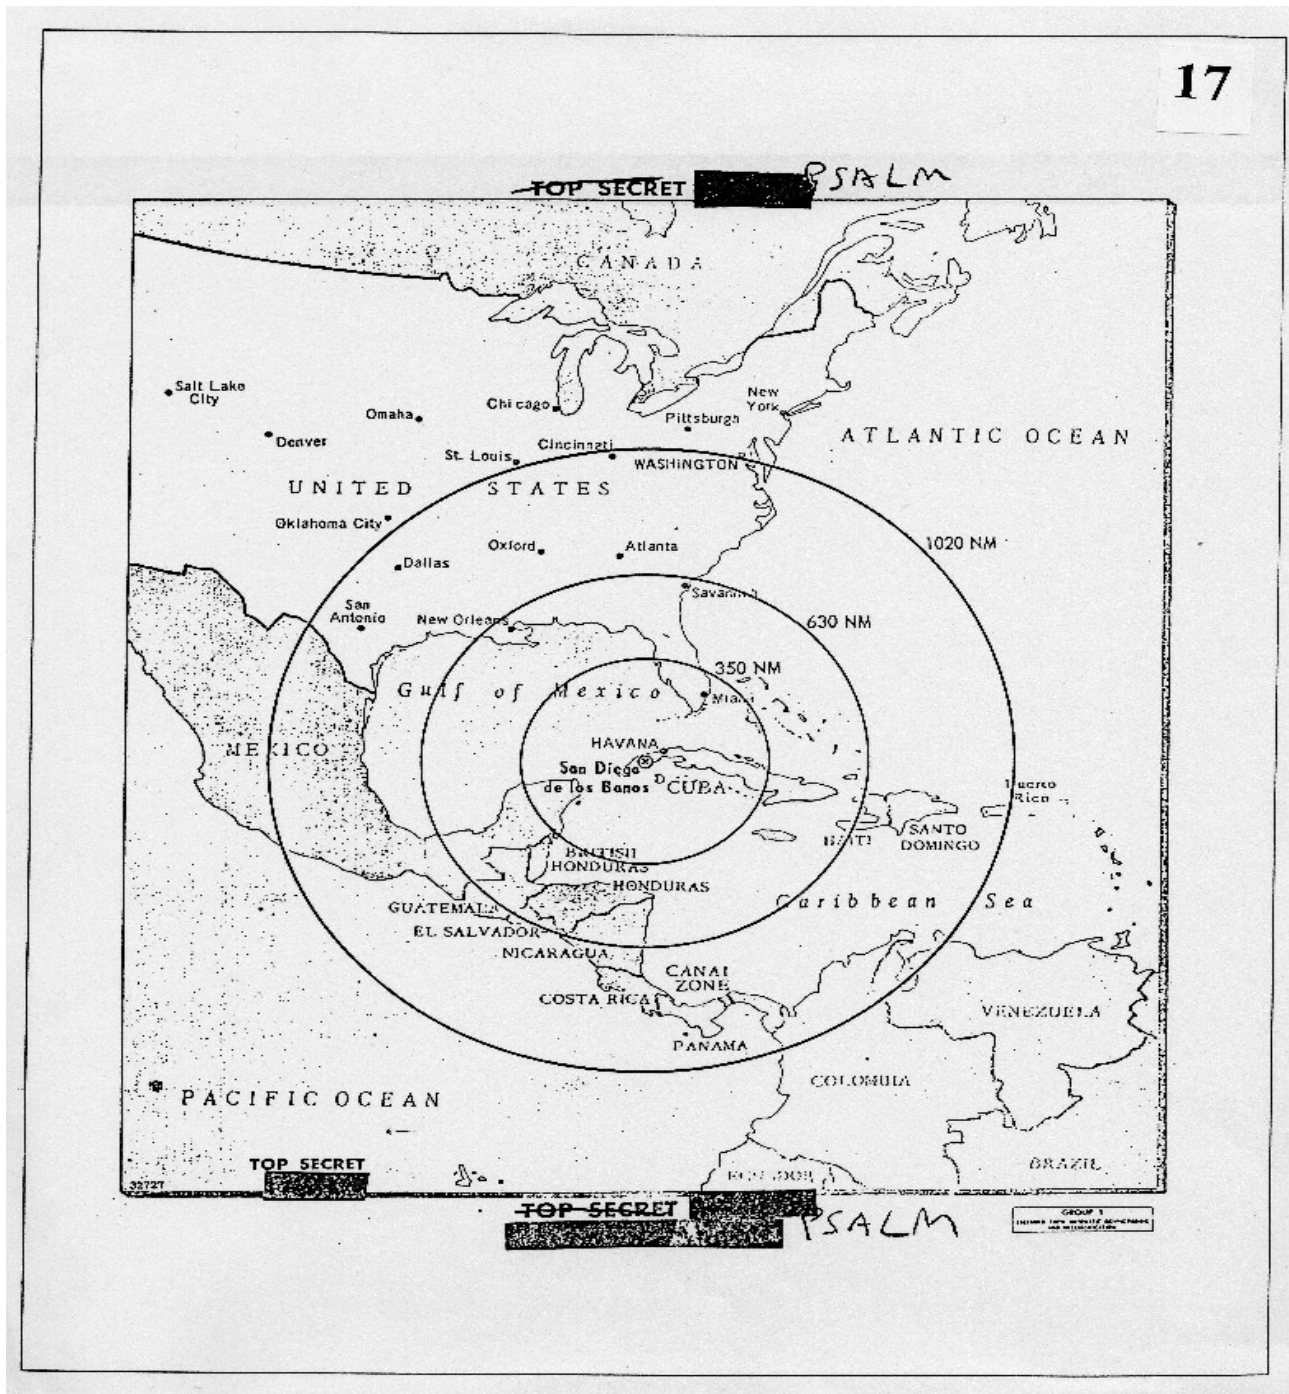 17
TOP SECRET PSALM
CANADA
Salt Lake
City
Denver
Omaha
Chicago
New
York
Pittsburgh
ATLANTIC OCEAN
Cincinnati
St. Louis
WASHINGTON
UNITED STATES
Oklahoma City
1020 NM
Dallas
Oxford
Atlanta
Savannah
San
Antonio
New Orleans
630 NM
350 NM
Gulf of Mexico
Miami
MEXICO
HAVANA
San Diego
de los Banos
CUBA
Puerto
Rico
HAITI
SANTO
DOMINGO
BRITISH
HONDURAS
HONDURAS
GUATEMALA
Caribbean Sea
EL SALVADOR
NICARAGUA
CANAL
ZONE
COSTA RICA
VENEZUELA
PANAMA
COLOMBIA
PACIFIC OCEAN
TOP SECRET
ECUADOR
BRAZIL
32727
TOP SECRET PSALM
GROUP 1